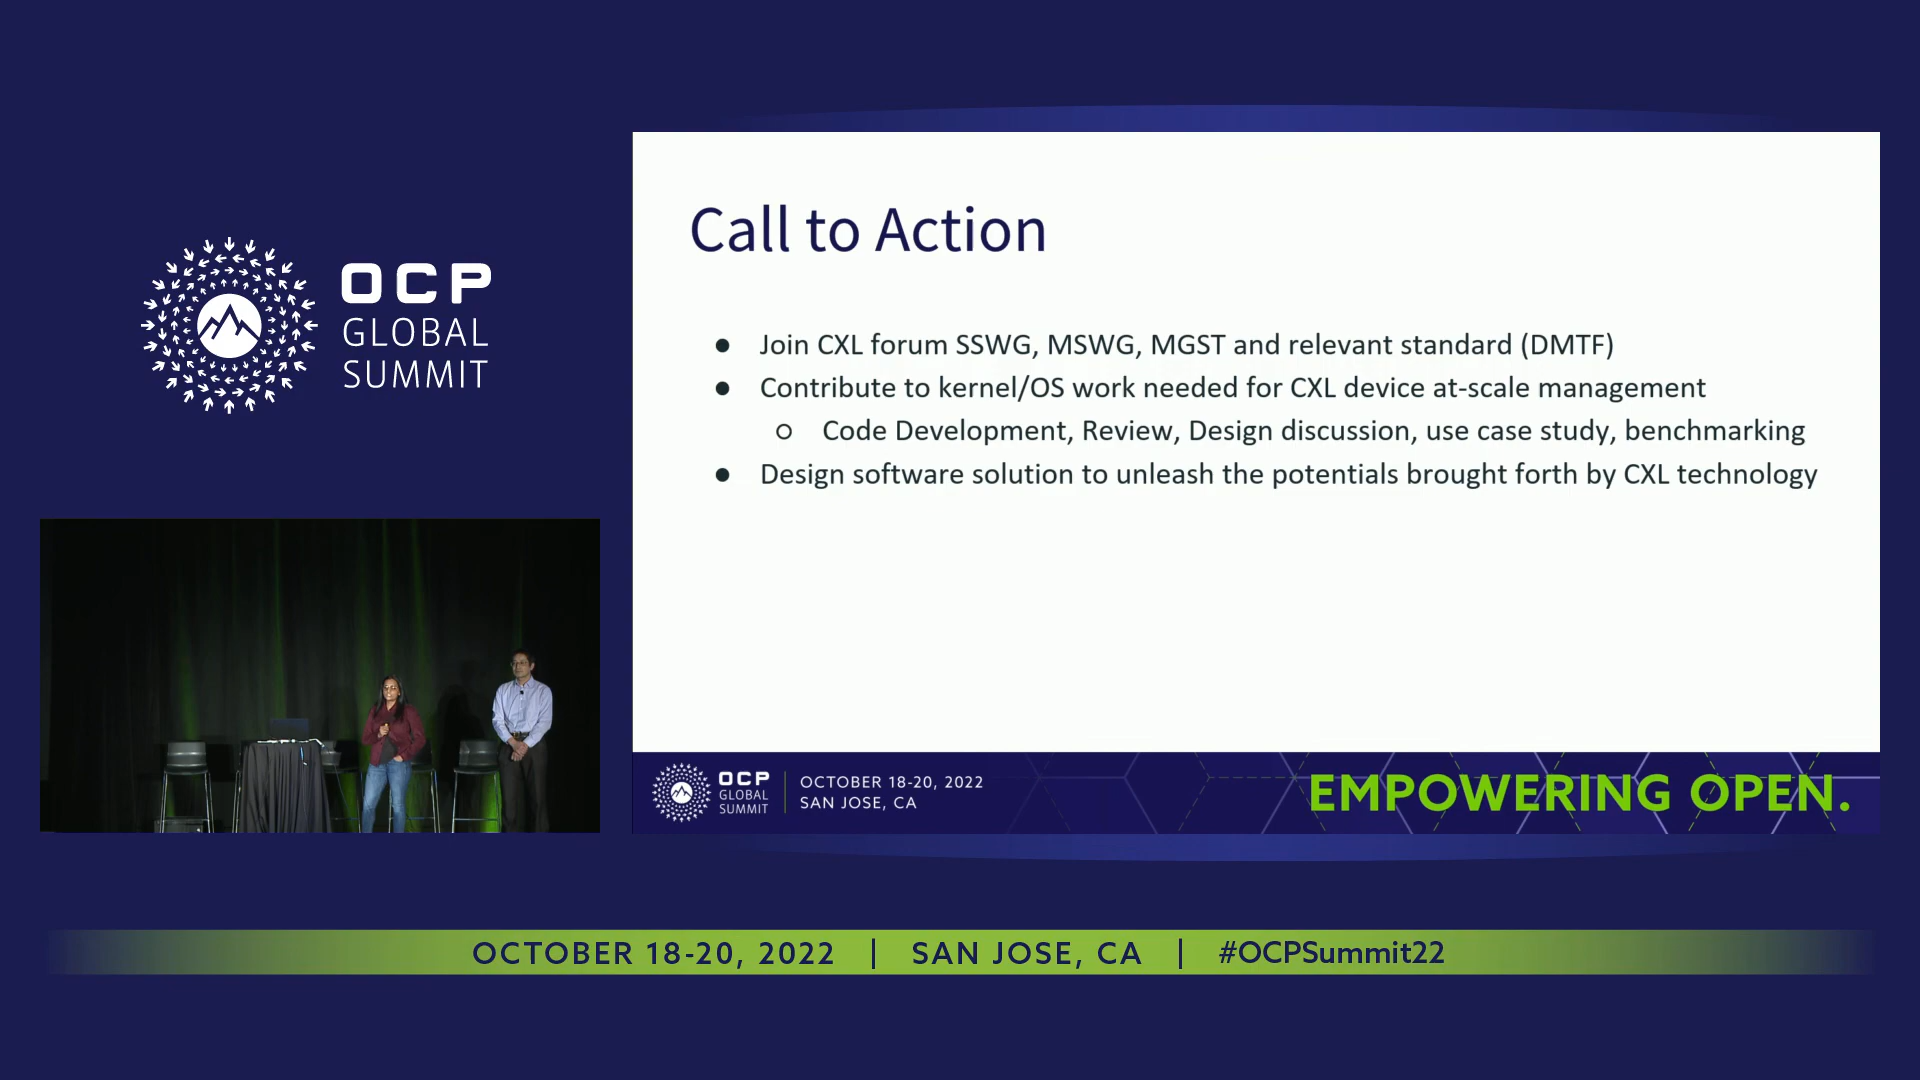 OCP
GLOBAL
SUMMIT
Call to Action
● Join CXL forum SSWG, MSWG, MGST and relevant standard (DMTF)
● Contribute to kernel/OS work needed for CXL device at-scale management
○ Code Development, Review, Design discussion, use case study, benchmarking
● Design software solution to unleash the potentials brought forth by CXL technology
OCP
GLOBAL
SUMMIT
OCTOBER 18-20, 2022
SAN JOSE, CA
EMPOWERING OPEN.
OCTOBER 18-20, 2022 | SAN JOSE, CA | #OCPSummit22